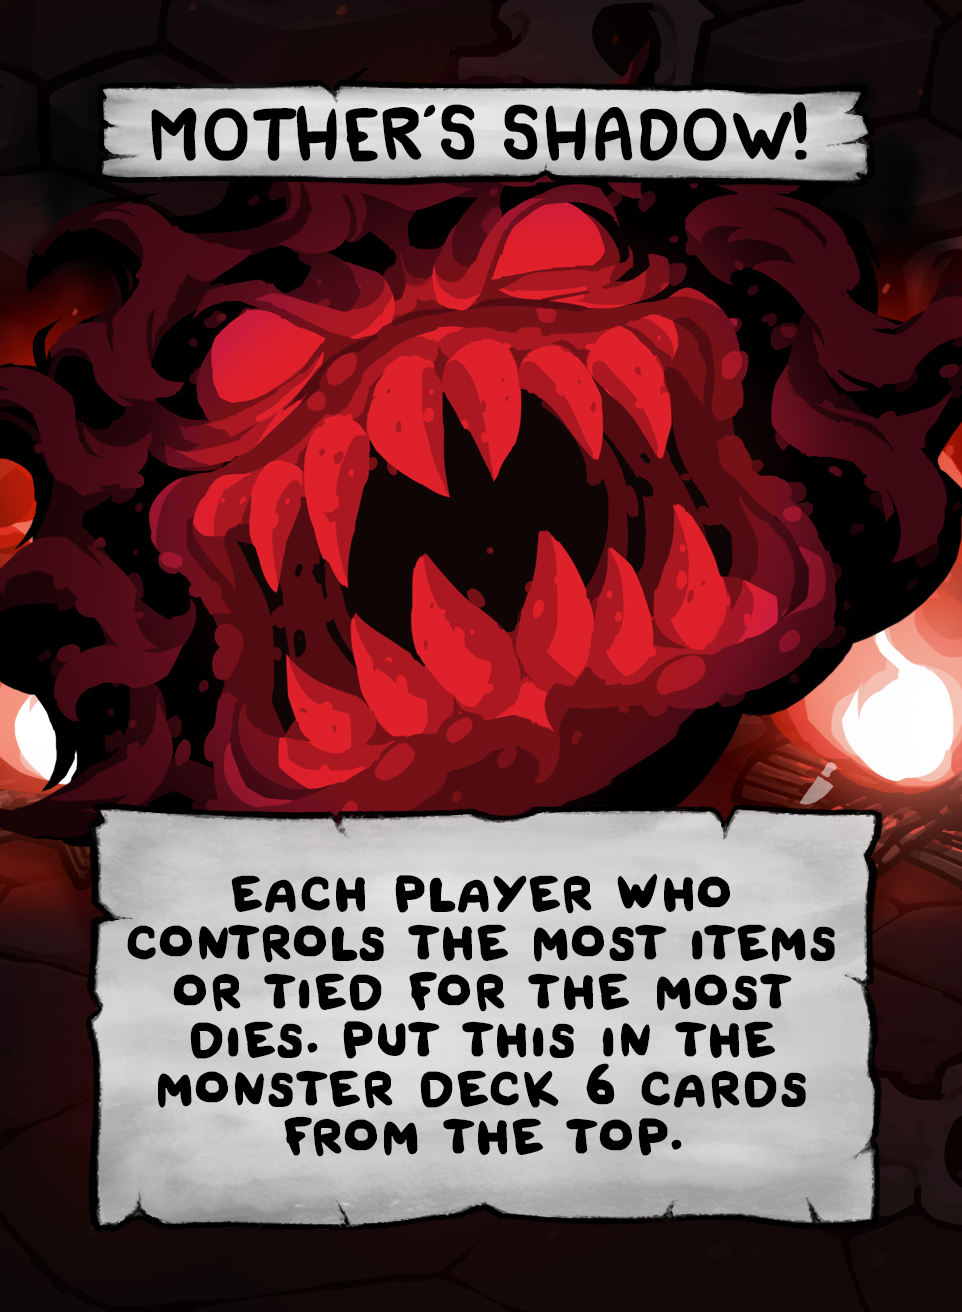 MOTHER'S SHADOW!
EACH PLAYER WHO
CONTROLS THE MOST ITEMS
OR TIED FOR THE MOST
DIES. PUT THIS IN THE
MONSTER DECK 6 CARDS
FROM THE TOP.